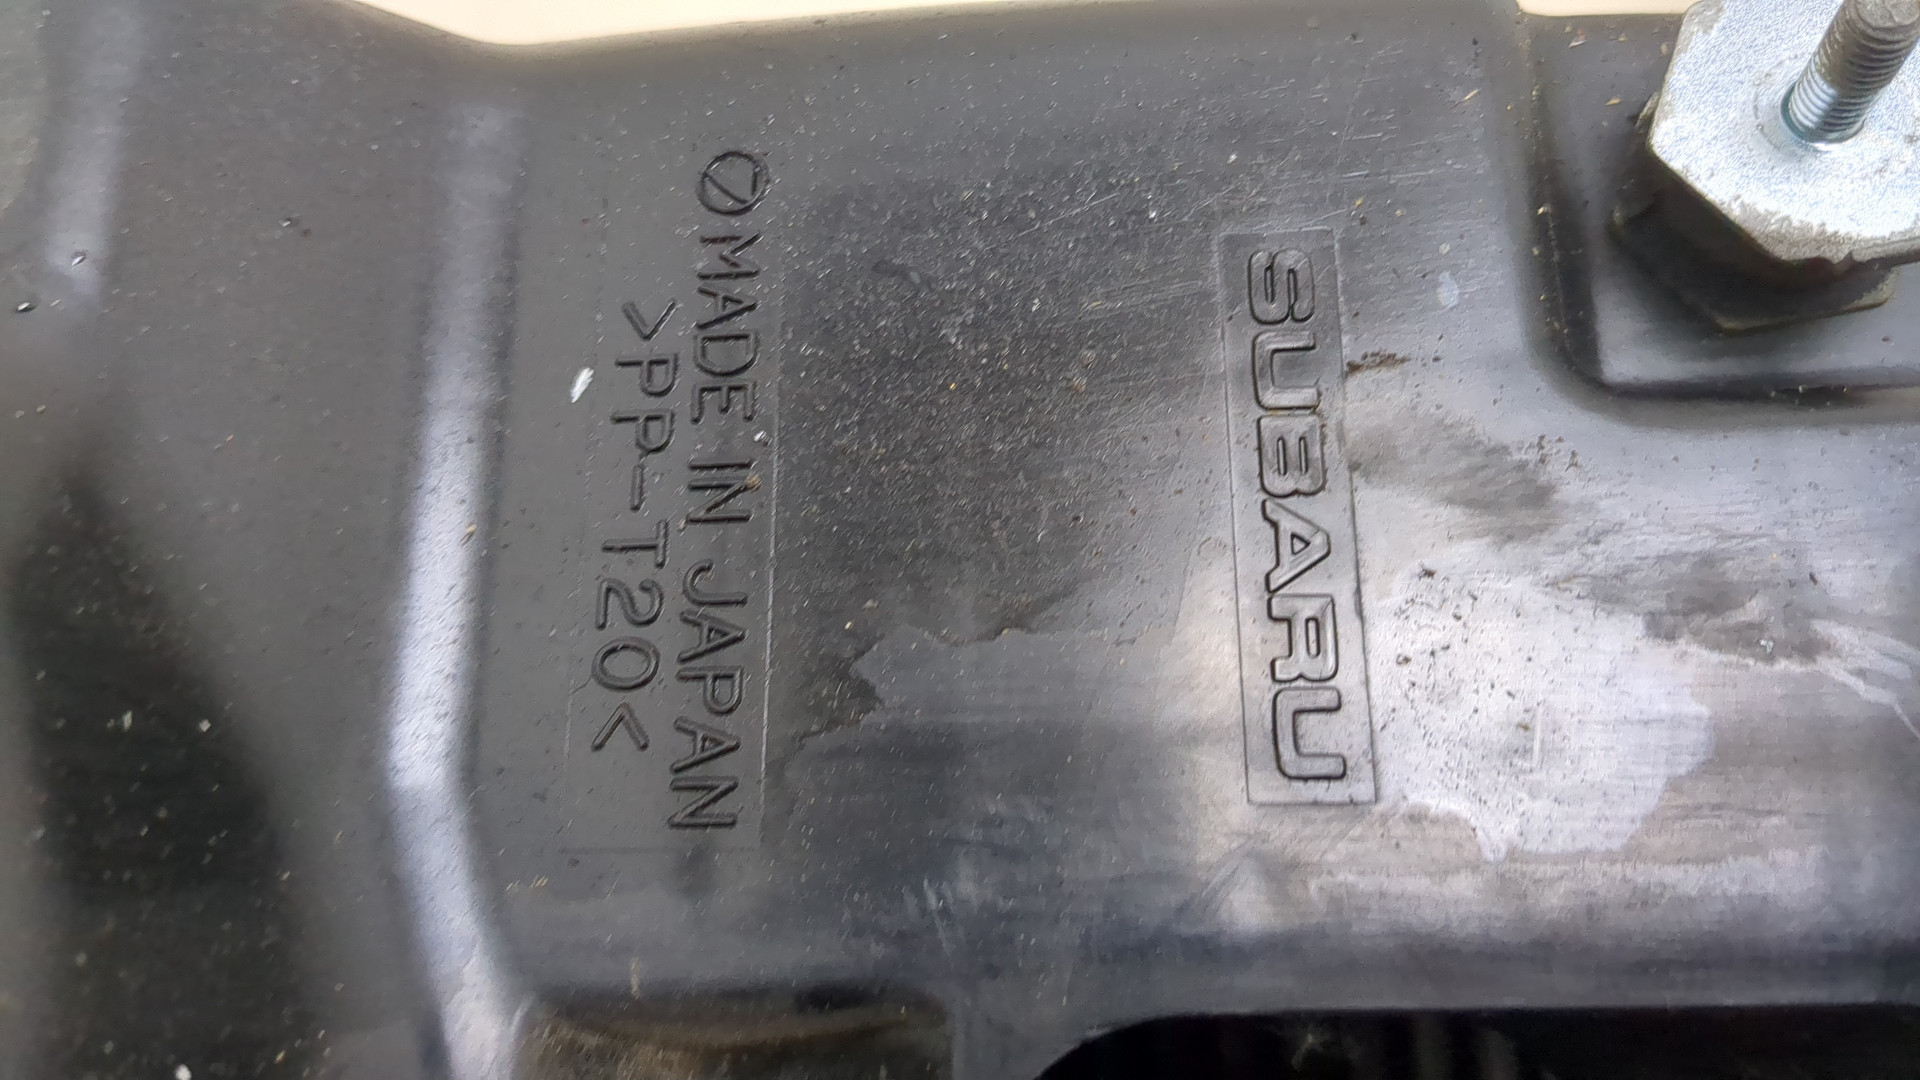 SUBARU
MADE IN JAPAN
>PP-T20<